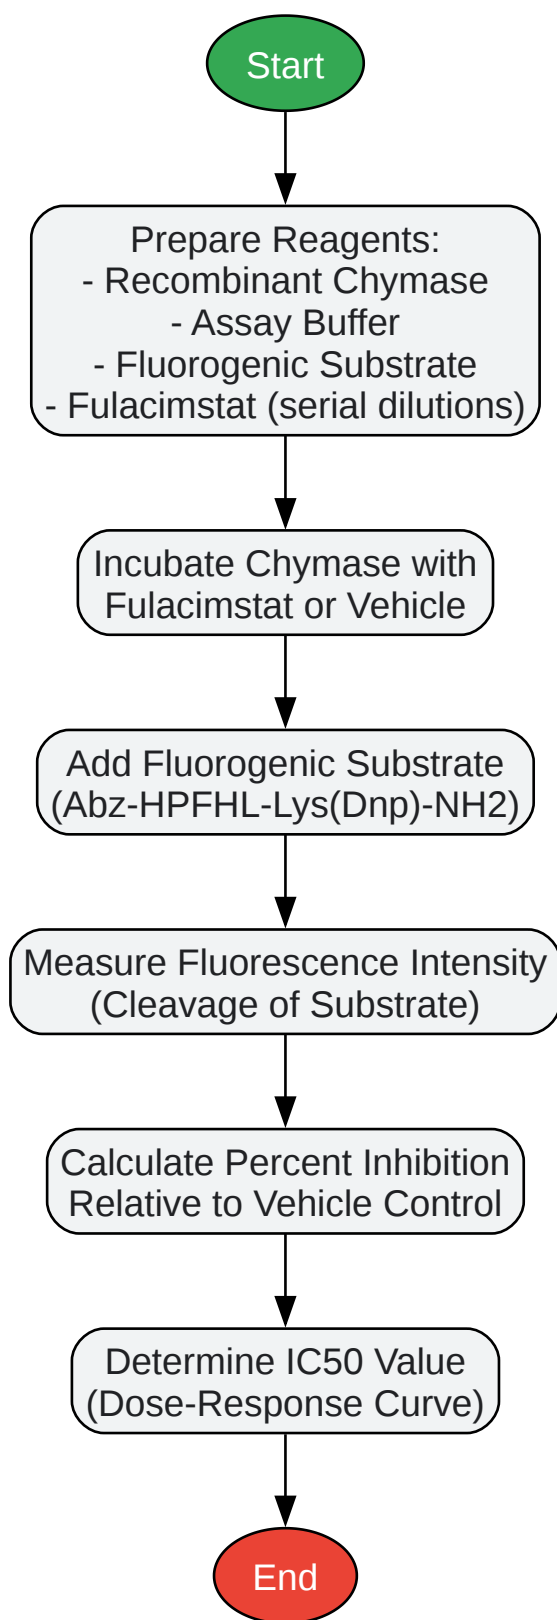 Start
Prepare Reagents:
- Recombinant Chymase
- Assay Buffer
- Fluorogenic Substrate
- Fulacimstat (serial dilutions)
Incubate Chymase with
Fulacimstat or Vehicle
Add Fluorogenic Substrate
(Abz-HPFHL-Lys(Dnp)-NH2)
Measure Fluorescence Intensity
(Cleavage of Substrate)
Calculate Percent Inhibition
Relative to Vehicle Control
Determine IC50 Value
(Dose-Response Curve)
End